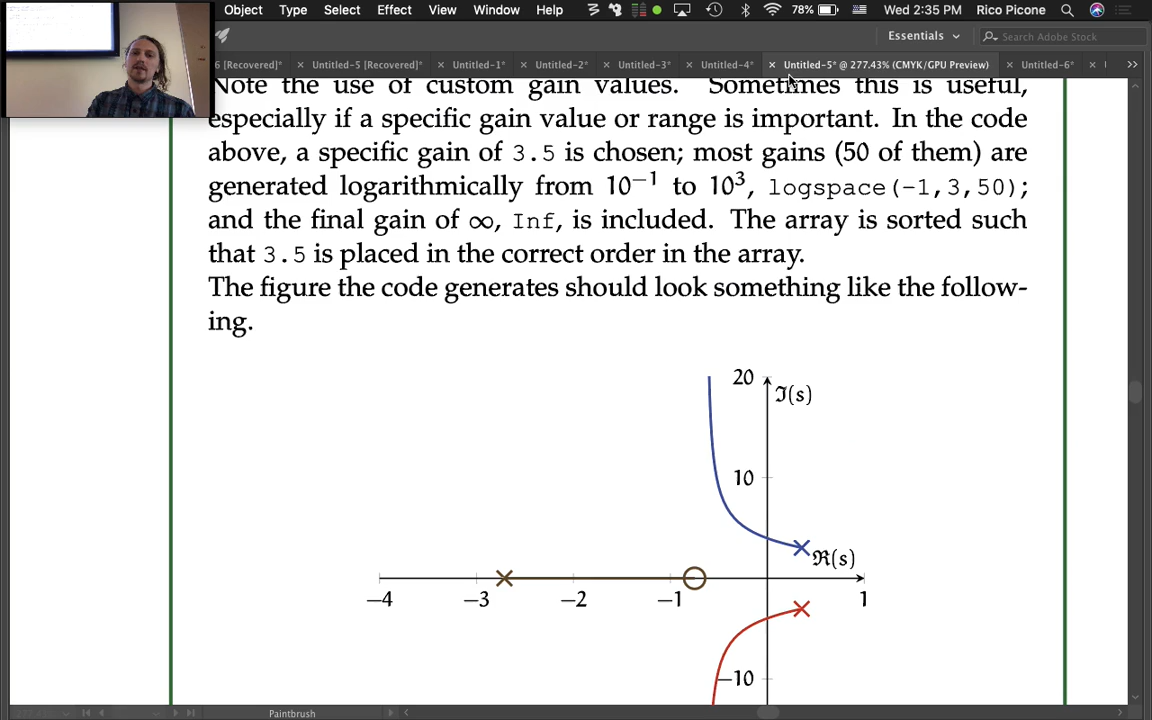 Object Type Select Effect View Window Help 78% Wed 2:35 PM Rico Picone
Essentials Search Adobe Stock
6 [Recovered]* × Untitled-5 [Recovered]* × Untitled-1* × Untitled-2* × Untitled-3* × Untitled-4* × Untitled-5* @ 277.43% (CMYK/GPU Preview) × Untitled-6* ×
Note the use of custom gain values. Sometimes this is useful,
especially if a specific gain value or range is important. In the code
above, a specific gain of 3.5 is chosen; most gains (50 of them) are
generated logarithmically from 10⁻¹ to 10³, logspace(-1,3,50);
and the final gain of ∞, Inf, is included. The array is sorted such
that 3.5 is placed in the correct order in the array.
The figure the code generates should look something like the follow-
ing.
20
ℑ(s)
10
ℜ(s)
−4 −3 −2 −1 1
−10
Paintbrush